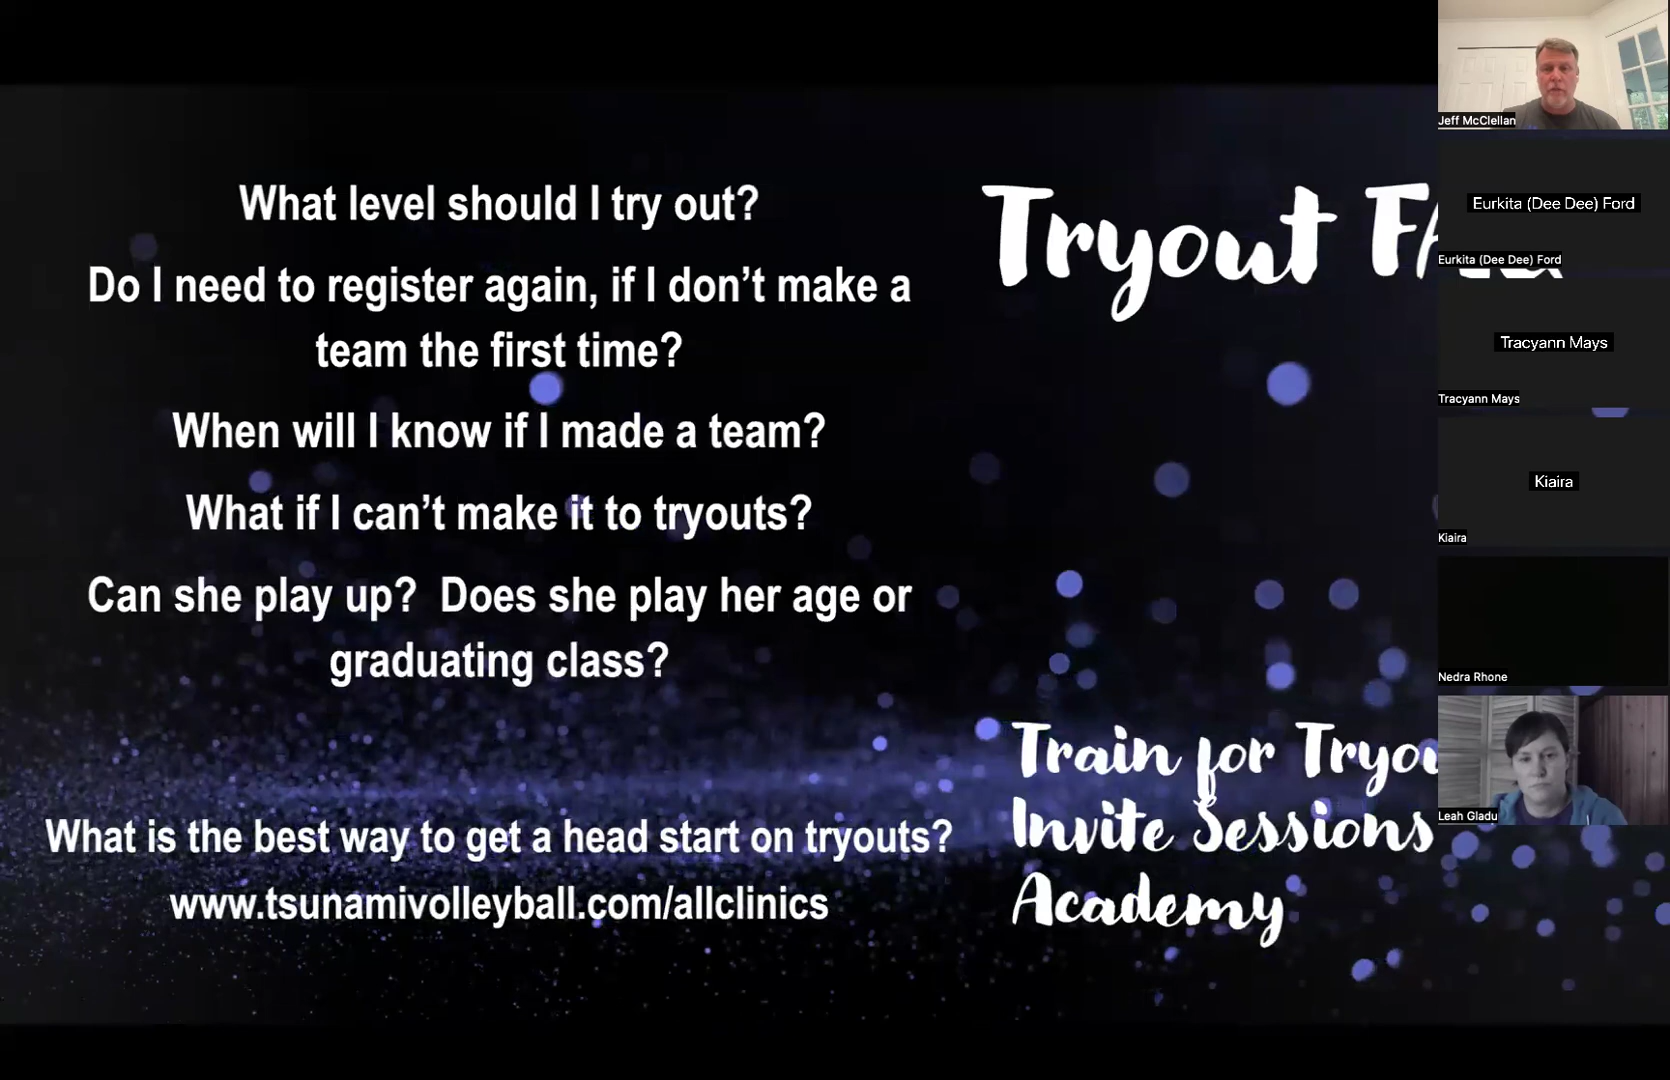 What level should I try out?
Do I need to register again, if I don't make a
team the first time?
When will I know if I made a team?
What if I can't make it to tryouts?
Can she play up?  Does she play her age or
graduating class?
What is the best way to get a head start on tryouts?
www.tsunamivolleyball.com/allclinics
Tryout
Train for
Invite Sessions
Academy
Jeff McClellan
Eurkita (Dee Dee) Ford
Eurkita (Dee Dee) Ford
Tracyann Mays
Tracyann Mays
Kiaira
Kiaira
Nedra Rhone
Leah Gladu